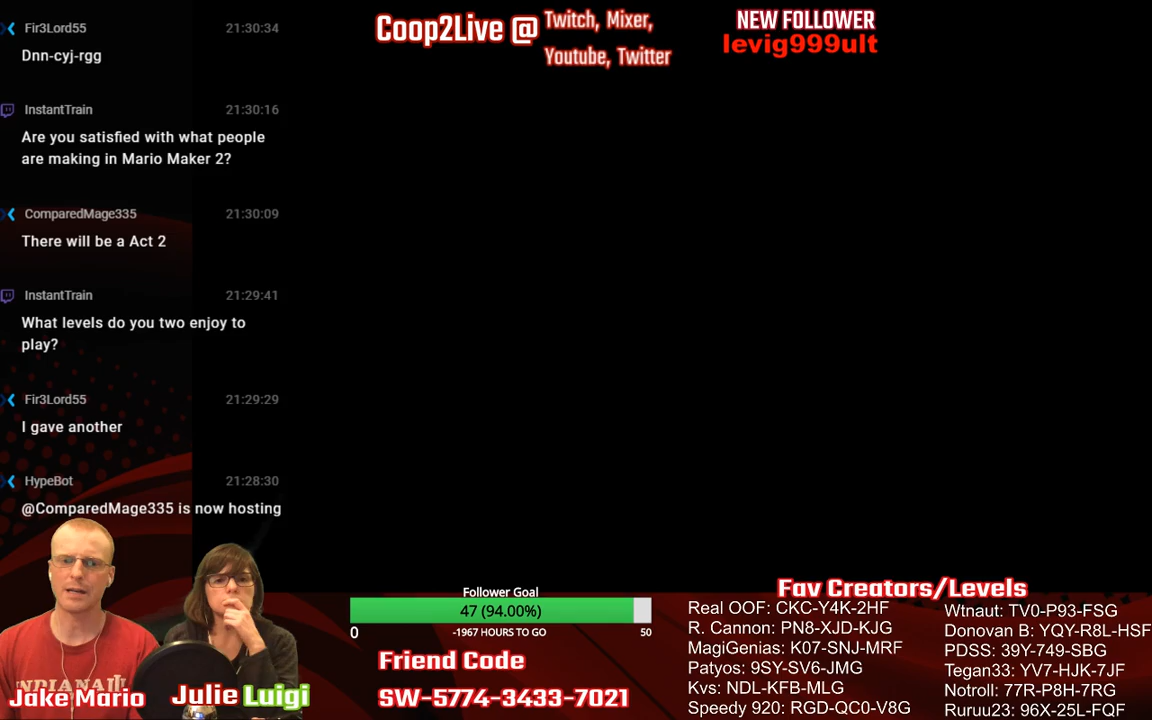 Fir3Lord55 21:30:34
Dnn-cyj-rgg
InstantTrain 21:30:16
Are you satisfied with what people
are making in Mario Maker 2?
ComparedMage335 21:30:09
There will be a Act 2
InstantTrain 21:29:41
What levels do you two enjoy to
play?
Fir3Lord55 21:29:29
I gave another
HypeBot 21:28:30
@ComparedMage335 is now hosting
Coop2Live @ Twitch, Mixer,
Youtube, Twitter
NEW FOLLOWER
levig999ult
INDIANA
Jake Mario
Julie Luigi
Follower Goal
47 (94.00%)
0 -1967 HOURS TO GO 50
Friend Code
SW-5774-3433-7021
Fav Creators/Levels
Real OOF: CKC-Y4K-2HF
R. Cannon: PN8-XJD-KJG
MagiGenias: K07-SNJ-MRF
Patyos: 9SY-SV6-JMG
Kvs: NDL-KFB-MLG
Speedy 920: RGD-QC0-V8G
Wtnaut: TV0-P93-FSG
Donovan B: YQY-R8L-HSF
PDSS: 39Y-749-SBG
Tegan33: YV7-HJK-7JF
Notroll: 77R-P8H-7RG
Ruruu23: 96X-25L-FQF